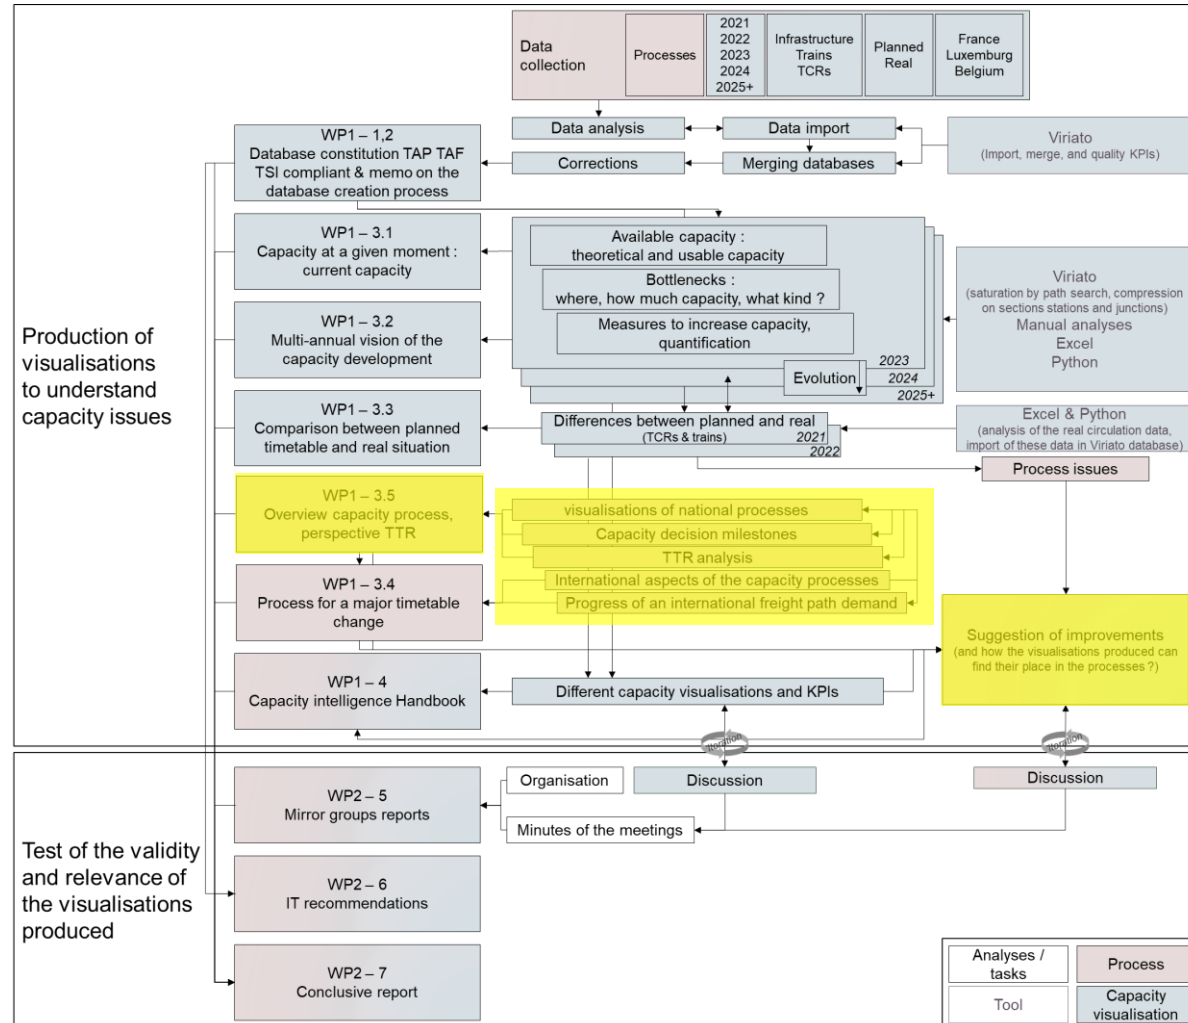 Data
collection
Processes
2021
2022
2023
2024
2025+
Infrastructure
Trains
TCRs
Planned
Real
France
Luxemburg
Belgium
Data analysis
Data import
Corrections
Merging databases
Viriato
(Import, merge, and quality KPIs)
WP1 – 1,2
Database constitution TAP TAF
TSI compliant & memo on the
database creation process
WP1 – 3.1
Capacity at a given moment :
current capacity
Available capacity :
theoretical and usable capacity
Bottlenecks :
where, how much capacity, what kind ?
Measures to increase capacity,
quantification
2023
Evolution
2024
2025+
Viriato
(saturation by path search, compression
on sections stations and junctions)
Manual analyses
Excel
Python
Production of
visualisations
to understand
capacity issues
WP1 – 3.2
Multi-annual vision of the
capacity development
WP1 – 3.3
Comparison between planned
timetable and real situation
Differences between planned and real
(TCRs & trains)
2021
2022
Excel & Python
(analysis of the real circulation data,
import of these data in Viriato database)
Process issues
WP1 – 3.5
Overview capacity process,
perspective TTR
visualisations of national processes
Capacity decision milestones
TTR analysis
International aspects of the capacity processes
Progress of an international freight path demand
WP1 – 3.4
Process for a major timetable
change
Suggestion of improvements
(and how the visualisations produced can
find their place in the processes ?)
WP1 – 4
Capacity intelligence Handbook
Different capacity visualisations and KPIs
Iteration
Iteration
Test of the validity
and relevance of
the visualisations
produced
WP2 – 5
Mirror groups reports
Organisation
Discussion
Discussion
Minutes of the meetings
WP2 – 6
IT recommendations
WP2 – 7
Conclusive report
Analyses /
tasks
Process
Tool
Capacity
visualisation